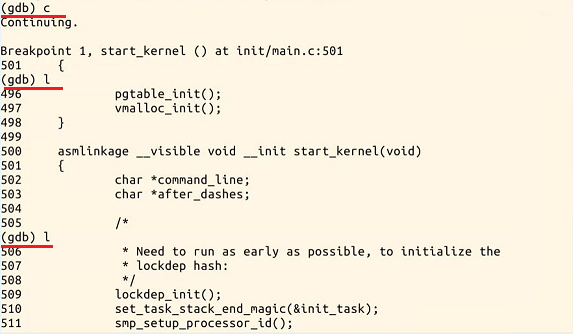 (gdb) c
Continuing.

Breakpoint 1, start_kernel () at init/main.c:501
501     {
(gdb) l
496             pgtable_init();
497             vmalloc_init();
498     }
499
500     asmlinkage __visible void __init start_kernel(void)
501     {
502             char *command_line;
503             char *after_dashes;
504
505             /*
(gdb) l
506              * Need to run as early as possible, to initialize the
507              * lockdep hash:
508              */
509             lockdep_init();
510             set_task_stack_end_magic(&init_task);
511             smp_setup_processor_id();